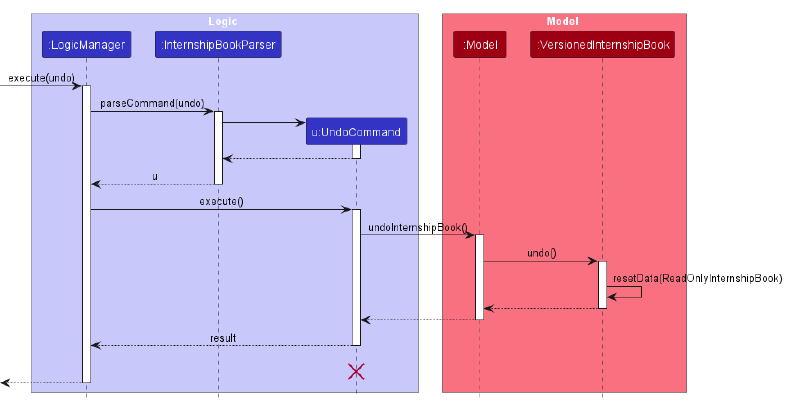 Logic
Model
:LogicManager
:InternshipBookParser
:Model
:VersionedInternshipBook
execute(undo)
parseCommand(undo)
u:UndoCommand
u
execute()
undoInternshipBook()
undo()
resetData(ReadOnlyInternshipBook)
result